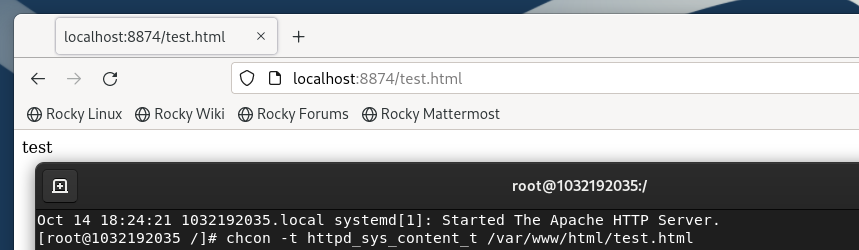 localhost:8874/test.html
localhost:8874/test.html
Rocky Linux Rocky Wiki Rocky Forums Rocky Mattermost
test
root@1032192035:/
Oct 14 18:24:21 1032192035.local systemd[1]: Started The Apache HTTP Server.
[root@1032192035 /]# chcon -t httpd_sys_content_t /var/www/html/test.html